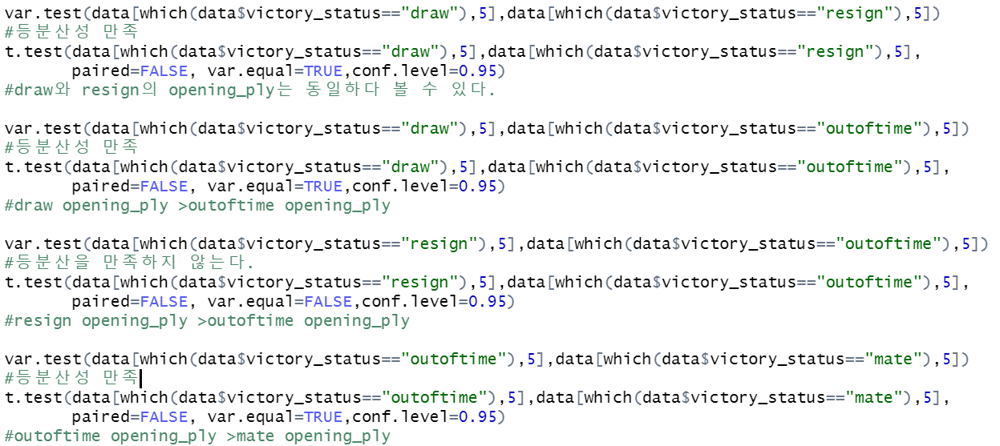 var.test(data[which(data$victory_status=="draw"),5],data[which(data$victory_status=="resign"),5])
#등분산성 만족
t.test(data[which(data$victory_status=="draw"),5],data[which(data$victory_status=="resign"),5],
paired=FALSE, var.equal=TRUE,conf.level=0.95)
#draw와 resign의 opening_ply는 동일하다 볼 수 있다.
var.test(data[which(data$victory_status=="draw"),5],data[which(data$victory_status=="outoftime"),5])
#등분산성 만족
t.test(data[which(data$victory_status=="draw"),5],data[which(data$victory_status=="outoftime"),5],
paired=FALSE, var.equal=TRUE,conf.level=0.95)
#draw opening_ply >outoftime opening_ply
var.test(data[which(data$victory_status=="resign"),5],data[which(data$victory_status=="outoftime"),5])
#등분산을 만족하지 않는다.
t.test(data[which(data$victory_status=="resign"),5],data[which(data$victory_status=="outoftime"),5],
paired=FALSE, var.equal=FALSE,conf.level=0.95)
#resign opening_ply >outoftime opening_ply
var.test(data[which(data$victory_status=="outoftime"),5],data[which(data$victory_status=="mate"),5])
#등분산성 만족
t.test(data[which(data$victory_status=="outoftime"),5],data[which(data$victory_status=="mate"),5],
paired=FALSE, var.equal=TRUE,conf.level=0.95)
#outoftime opening_ply >mate opening_ply